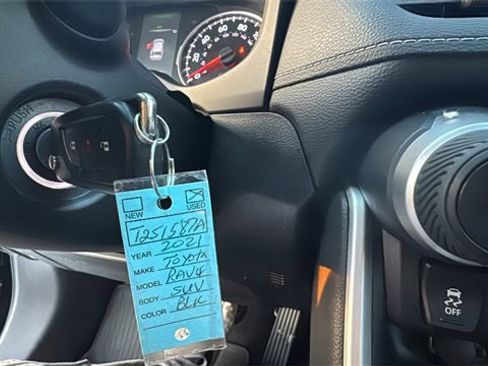 PUSH
NEW USED
T251587A
YEAR 2021
MAKE TOYOTA
MODEL RAV4
BODY SUV
COLOR BLK
OFF